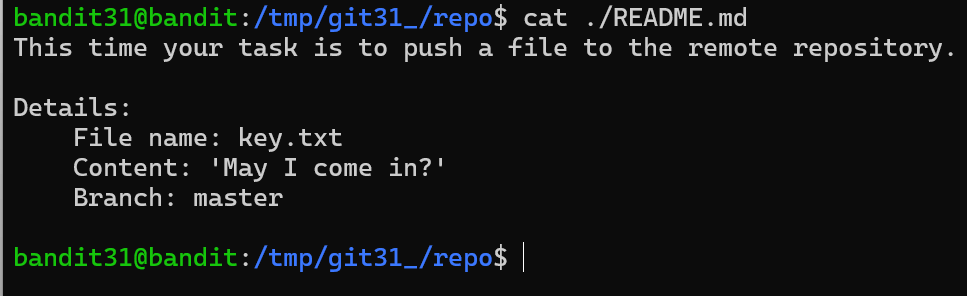 bandit31@bandit:/tmp/git31_/repo$ cat ./README.md
This time your task is to push a file to the remote repository.
Details:
    File name: key.txt
    Content: 'May I come in?'
    Branch: master
bandit31@bandit:/tmp/git31_/repo$